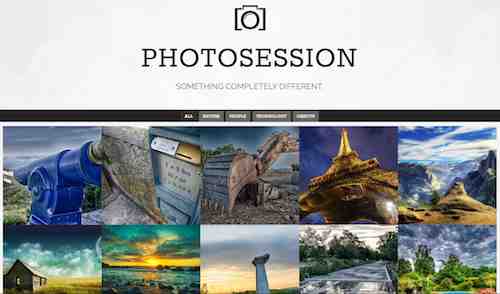 PHOTOSESSION
SOMETHING COMPLETELY DIFFERENT.
ALL NATURE PEOPLE TECHNOLOGY OBJECTS